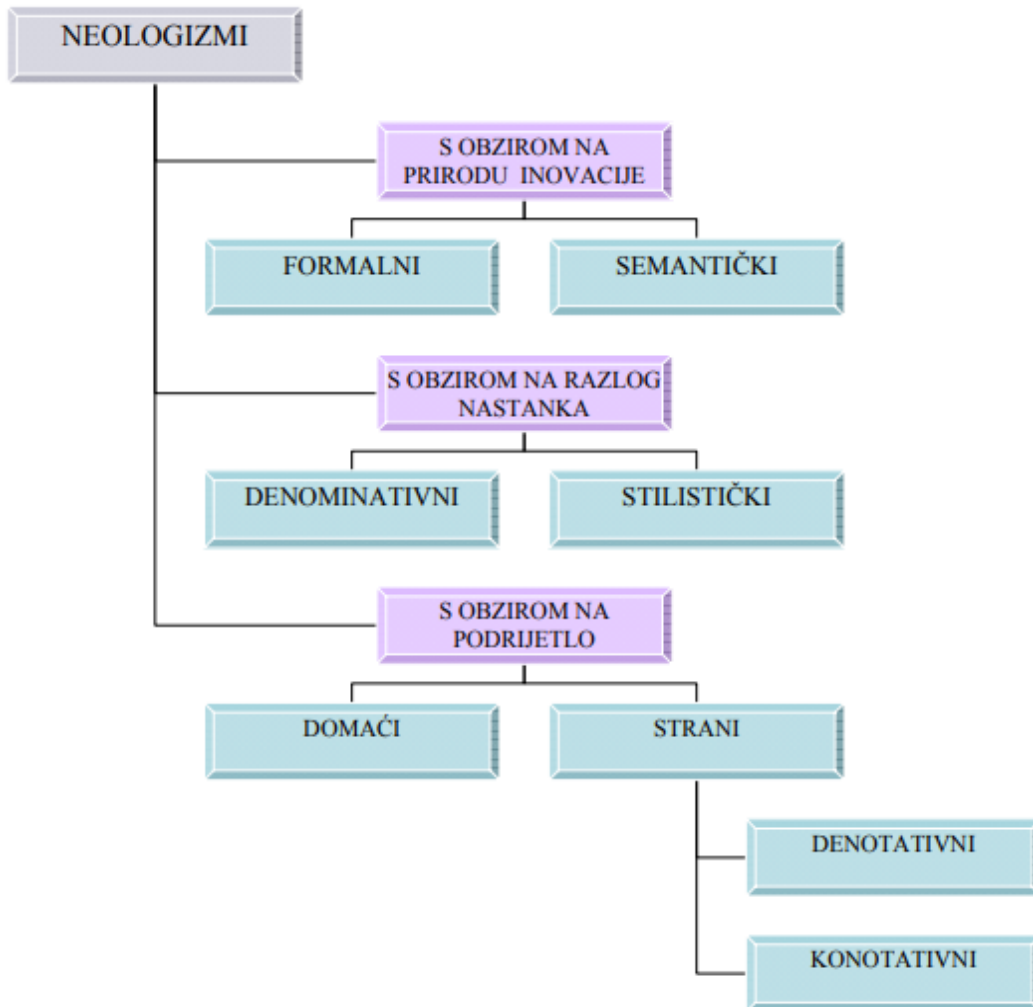 NEOLOGIZMI
S OBZIROM NA
PRIRODU INOVACIJE
FORMALNI
SEMANTIČKI
S OBZIROM NA RAZLOG
NASTANKA
DENOMINATIVNI
STILISTIČKI
S OBZIROM NA
PODRIJETLO
DOMAĆI
STRANI
DENOTATIVNI
KONOTATIVNI